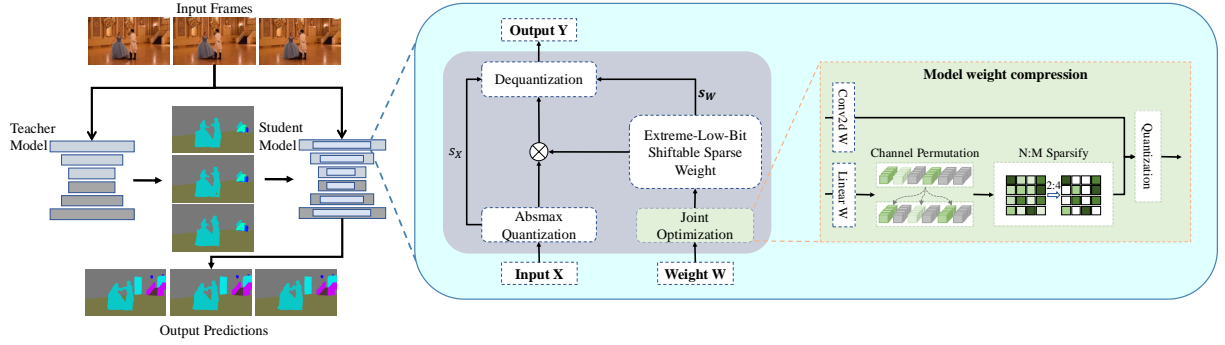 Input Frames
Teacher
Model
Student
Model
Output Predictions
Output Y
Dequantization
s_W
s_X
Extreme-Low-Bit
Shiftable Sparse
Weight
Absmax
Quantization
Joint
Optimization
Input X
Weight W
Model weight compression
Conv2d W
Linear W
Channel Permutation
N:M Sparsify
2:4
Quantization